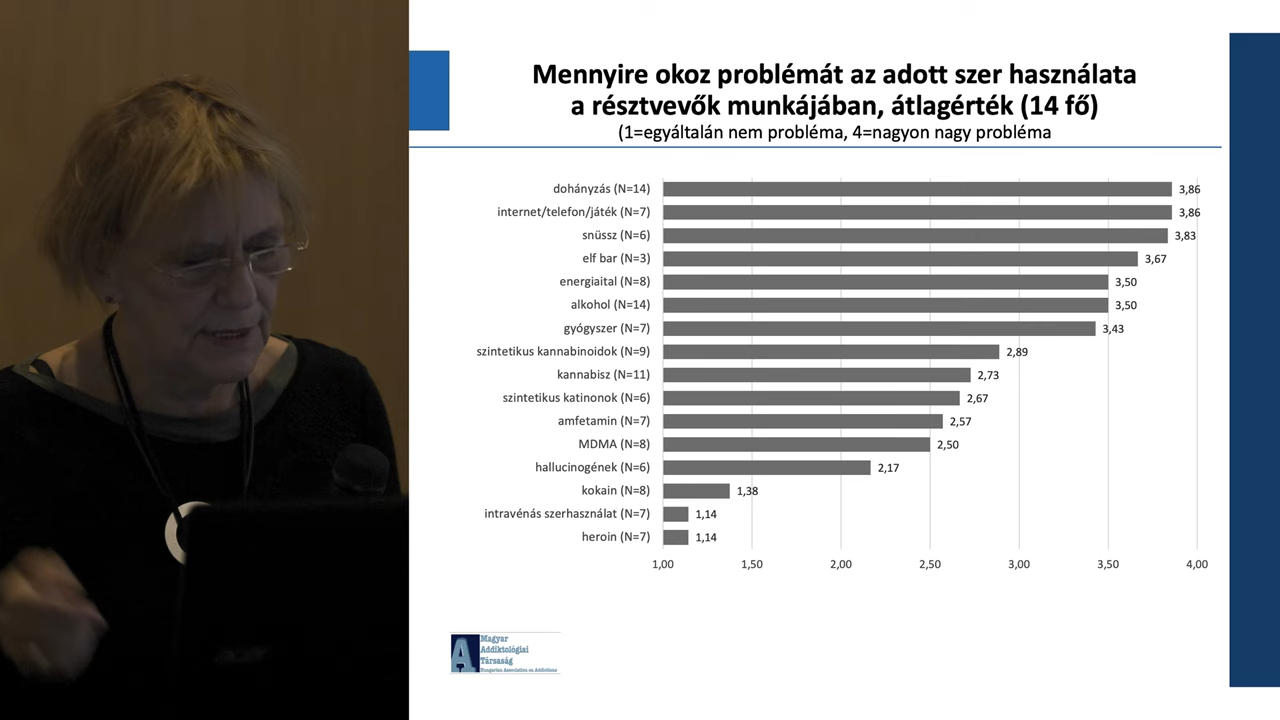 Mennyire okoz problémát az adott szer használata
a résztvevők munkájában, átlagérték (14 fő)
(1=egyáltalán nem probléma, 4=nagyon nagy probléma
dohányzás (N=14) 3,86
internet/telefon/játék (N=7) 3,86
snüssz (N=6) 3,83
elf bar (N=3) 3,67
energiaital (N=8) 3,50
alkohol (N=14) 3,50
gyógyszer (N=7) 3,43
szintetikus kannabinoidok (N=9) 2,89
kannabisz (N=11) 2,73
szintetikus katinonok (N=6) 2,67
amfetamin (N=7) 2,57
MDMA (N=8) 2,50
hallucinogének (N=6) 2,17
kokain (N=8) 1,38
intravénás szerhasználat (N=7) 1,14
heroin (N=7) 1,14
1,00 1,50 2,00 2,50 3,00 3,50 4,00
A
Magyar
Addiktológiai
Társaság
Hungarian Association on Addictions